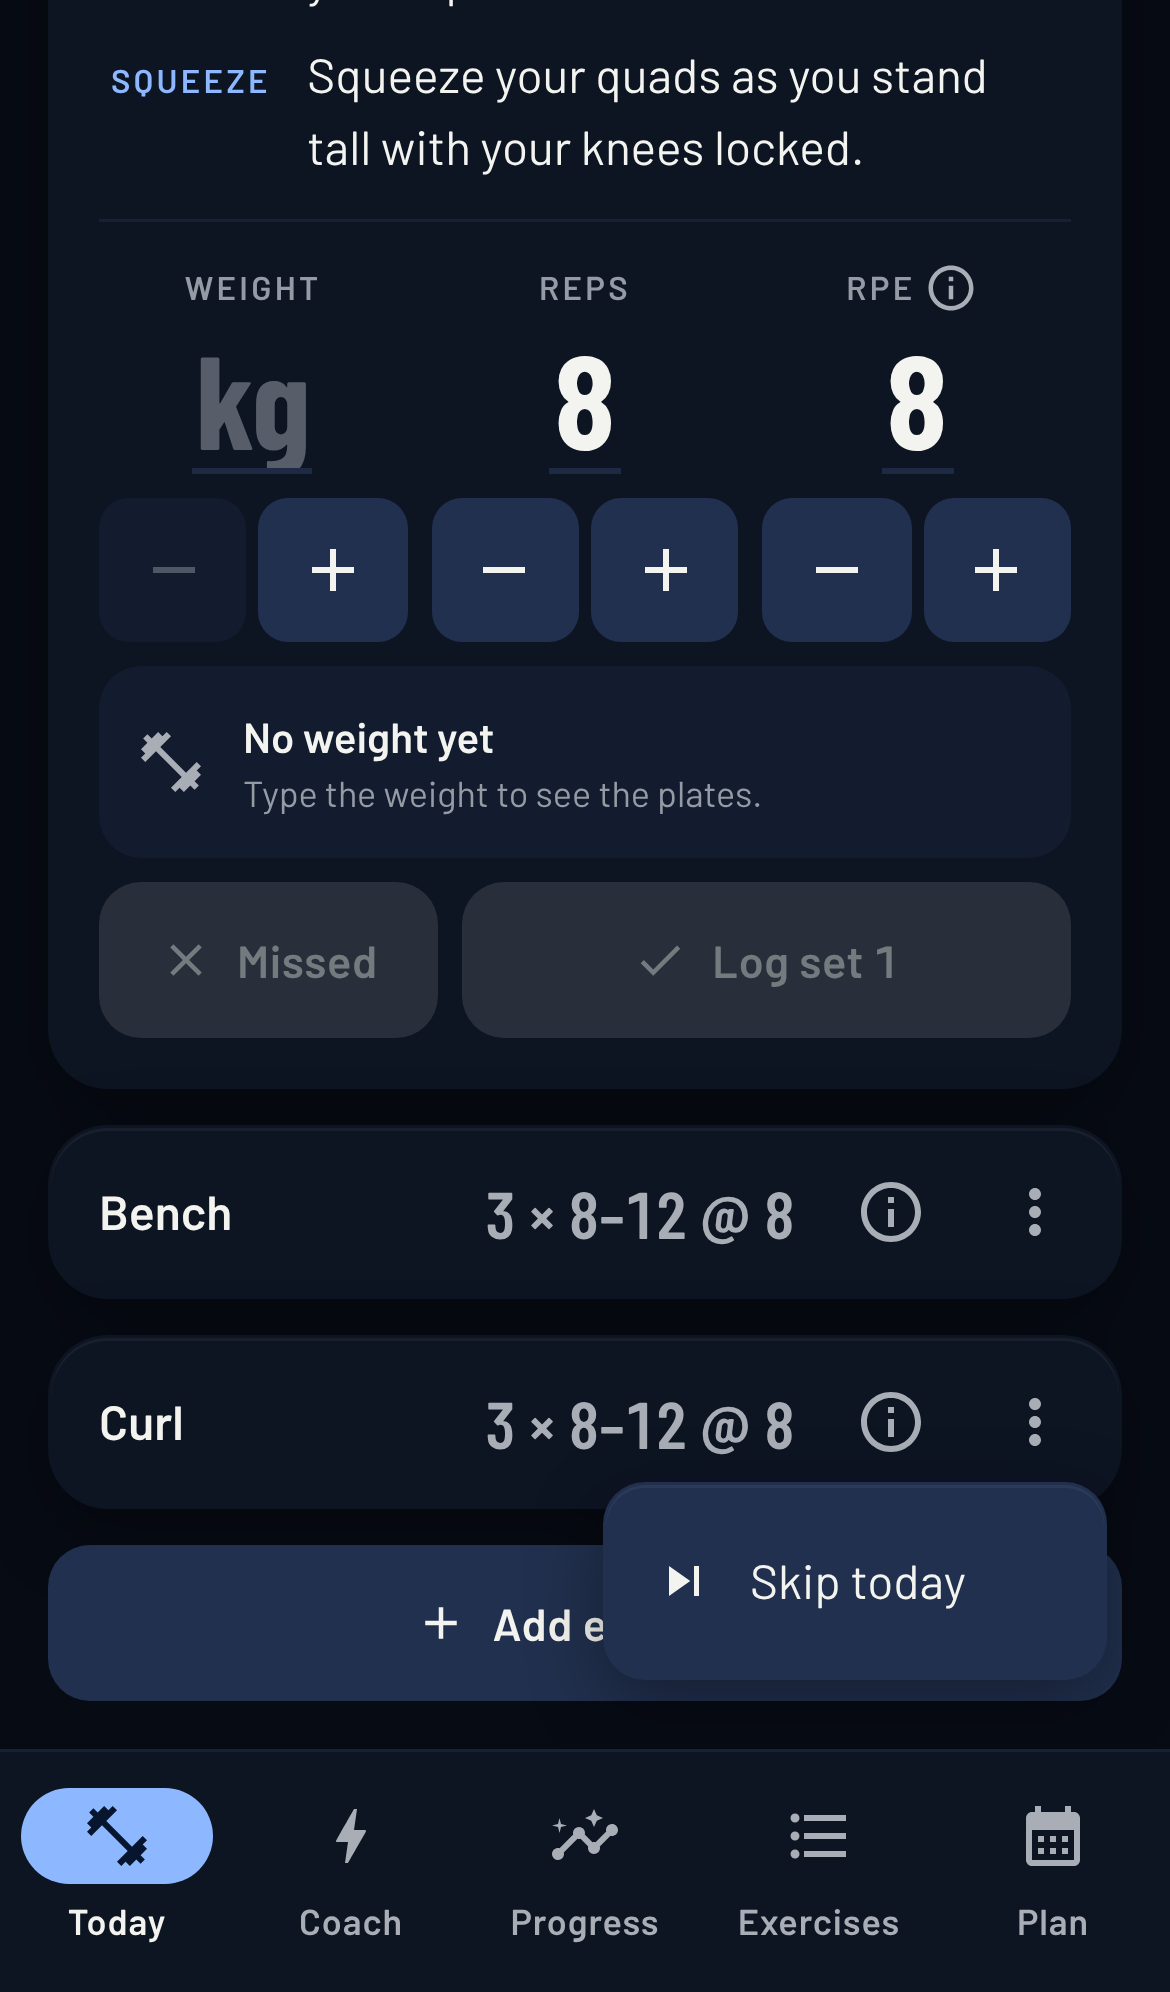 SQUEEZE Squeeze your quads as you stand
tall with your knees locked.
WEIGHT REPS RPE
kg 8 8
No weight yet
Type the weight to see the plates.
Missed Log set 1
Bench 3 × 8-12 @ 8
Curl 3 × 8-12 @ 8
Skip today
Add
Today Coach Progress Exercises Plan